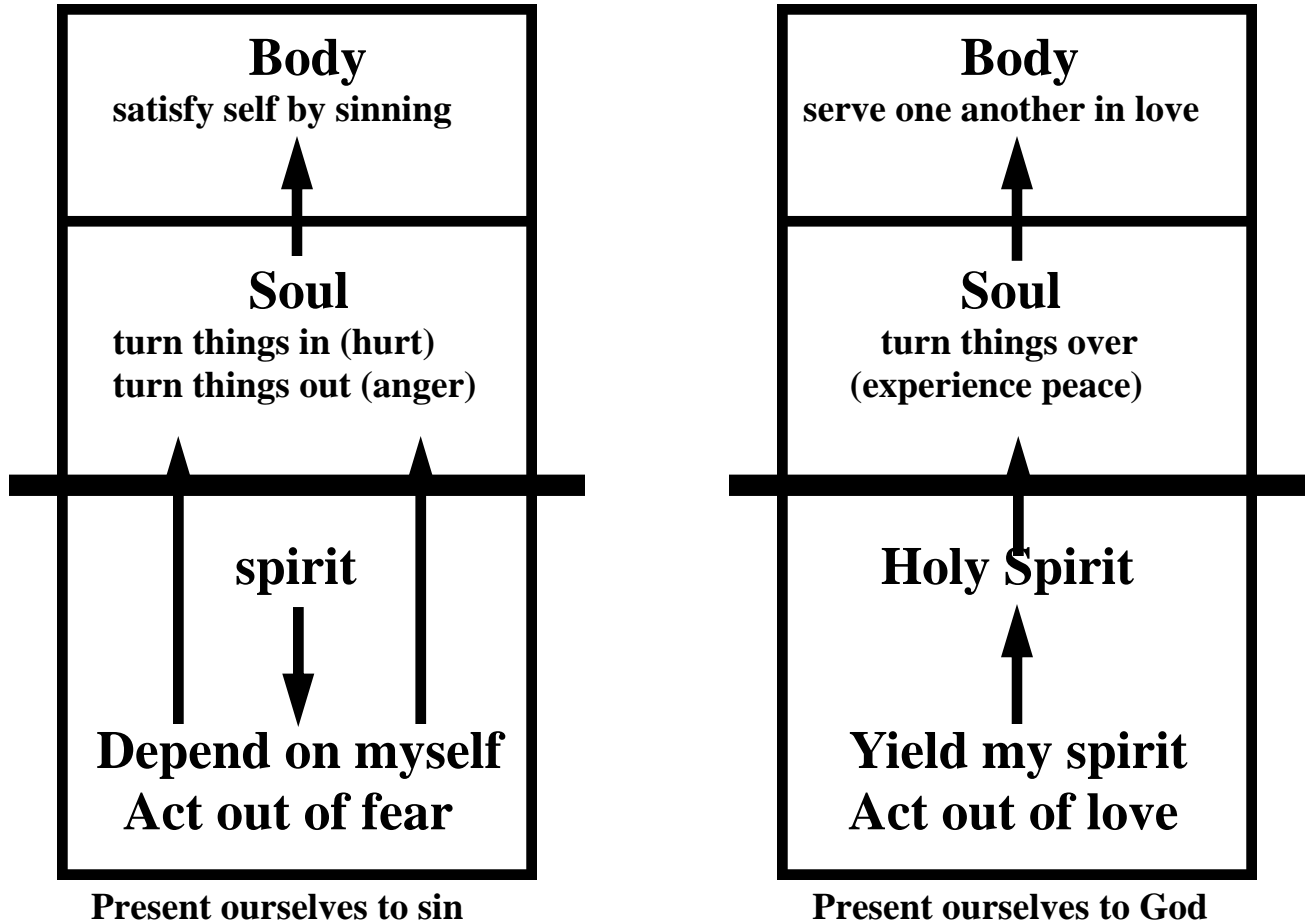 Body
satisfy self by sinning
Soul
turn things in (hurt)
turn things out (anger)
spirit
Depend on myself
Act out of fear
Present ourselves to sin
Body
serve one another in love
Soul
turn things over
(experience peace)
Holy Spirit
Yield my spirit
Act out of love
Present ourselves to God